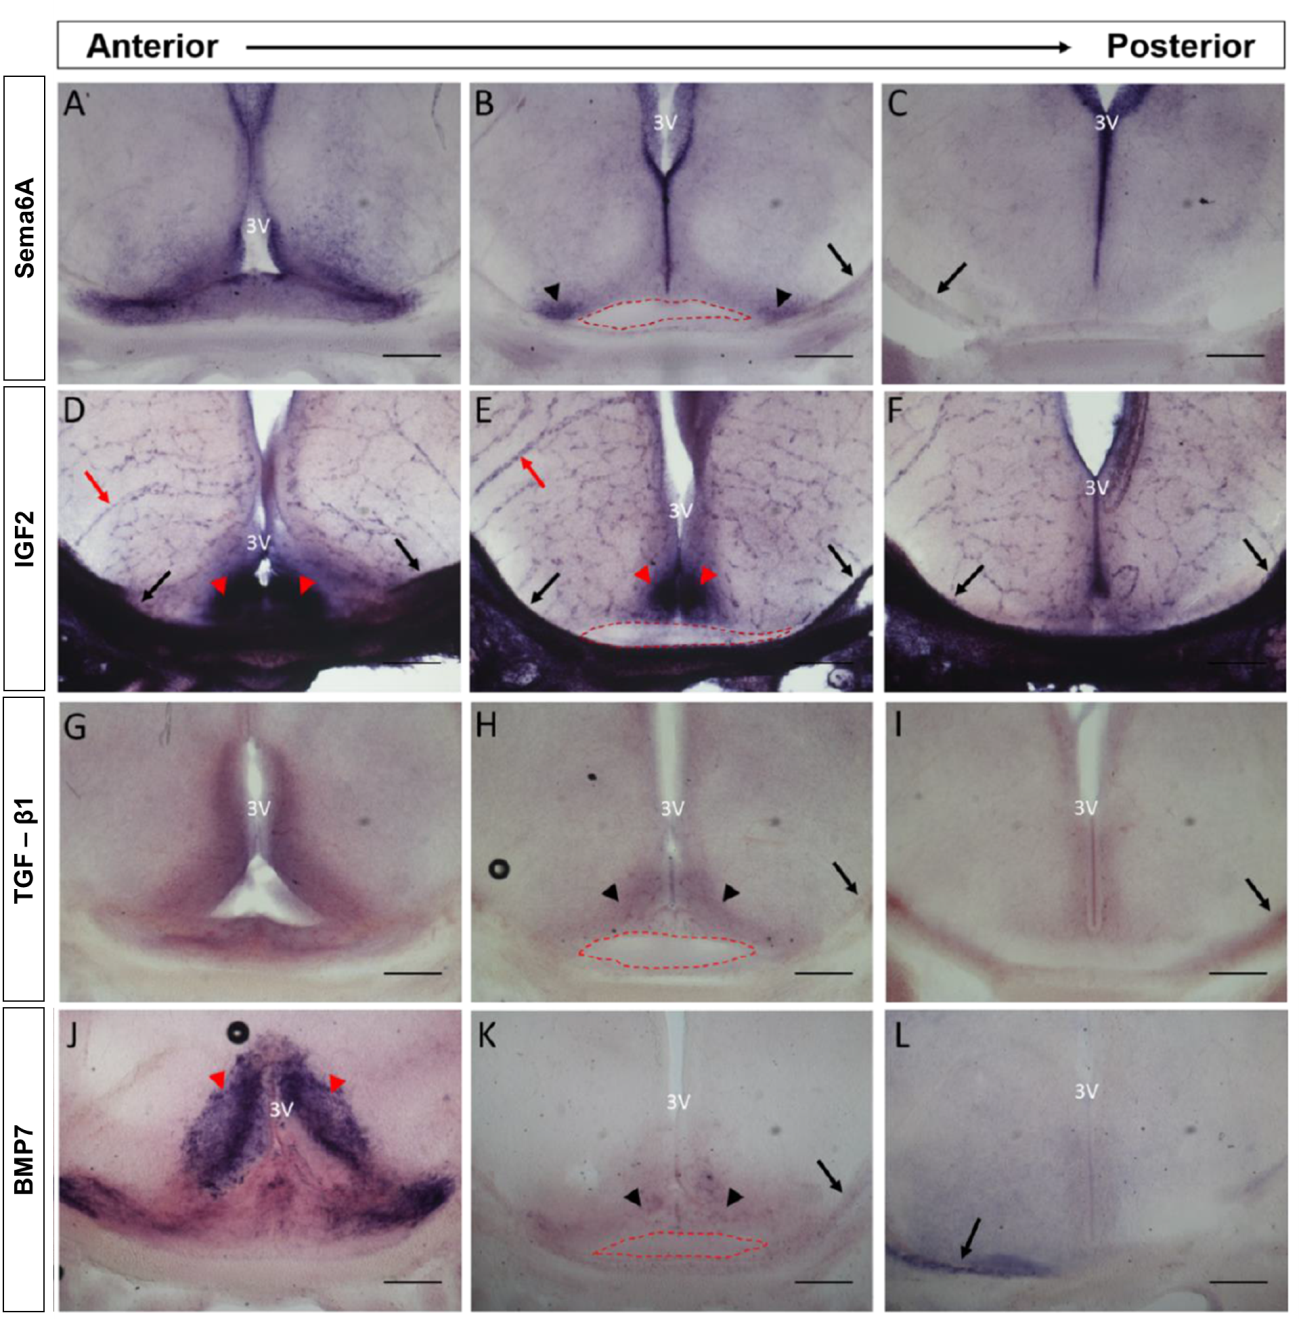 Anterior Posterior
Sema6A
A
3V
B
3V
C
3V
IGF2
D
3V
E
3V
F
3V
TGF – β1
G
3V
H
3V
I
3V
BMP7
J
3V
K
3V
L
3V